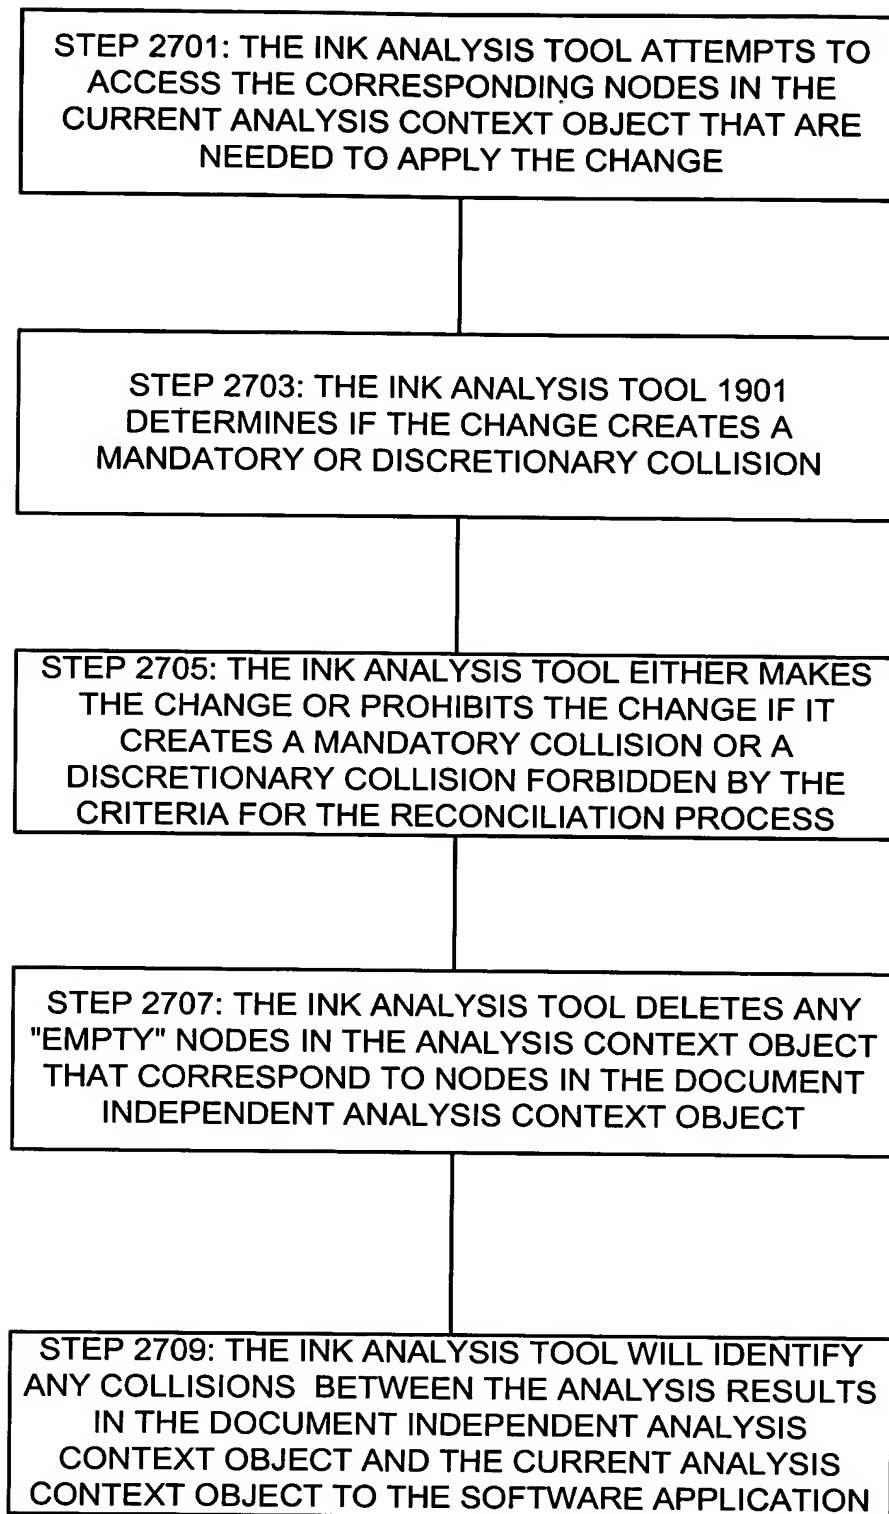 STEP 2701: THE INK ANALYSIS TOOL ATTEMPTS TO
ACCESS THE CORRESPONDING NODES IN THE
CURRENT ANALYSIS CONTEXT OBJECT THAT ARE
NEEDED TO APPLY THE CHANGE
STEP 2703: THE INK ANALYSIS TOOL 1901
DETERMINES IF THE CHANGE CREATES A
MANDATORY OR DISCRETIONARY COLLISION
STEP 2705: THE INK ANALYSIS TOOL EITHER MAKES
THE CHANGE OR PROHIBITS THE CHANGE IF IT
CREATES A MANDATORY COLLISION OR A
DISCRETIONARY COLLISION FORBIDDEN BY THE
CRITERIA FOR THE RECONCILIATION PROCESS
STEP 2707: THE INK ANALYSIS TOOL DELETES ANY
"EMPTY" NODES IN THE ANALYSIS CONTEXT OBJECT
THAT CORRESPOND TO NODES IN THE DOCUMENT
INDEPENDENT ANALYSIS CONTEXT OBJECT
STEP 2709: THE INK ANALYSIS TOOL WILL IDENTIFY
ANY COLLISIONS BETWEEN THE ANALYSIS RESULTS
IN THE DOCUMENT INDEPENDENT ANALYSIS
CONTEXT OBJECT AND THE CURRENT ANALYSIS
CONTEXT OBJECT TO THE SOFTWARE APPLICATION